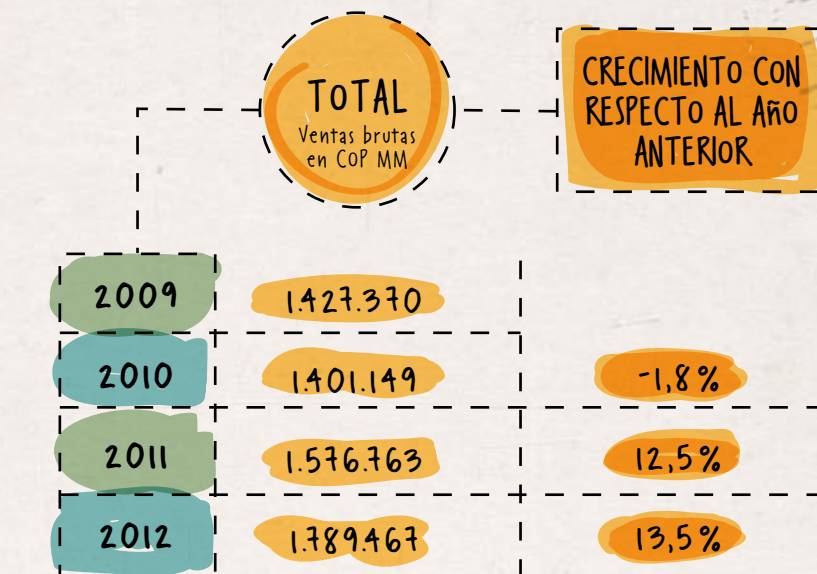 TOTAL
Ventas brutas
en COP MM
CRECIMIENTO CON
RESPECTO AL Año
ANTERIOR
2009 1.427.370
2010 1.401.149 -1,8%
2011 1.576.763 12,5%
2012 1.789.467 13,5%